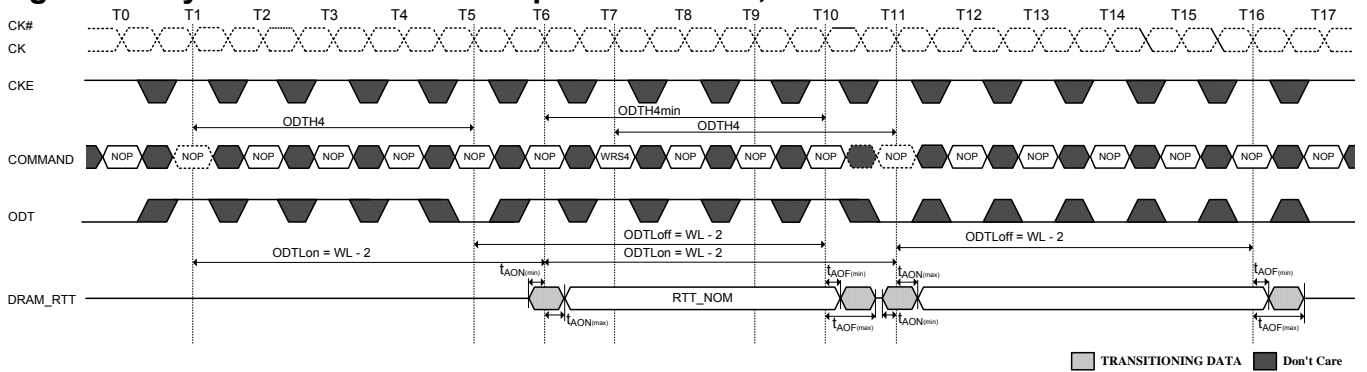 T0 T1 T2 T3 T4 T5 T6 T7 T8 T9 T10 T11 T12 T13 T14 T15 T16 T17
CK#
CK
CKE
ODTH4min
ODTH4
ODTH4
COMMAND NOP NOP NOP NOP NOP NOP NOP WRS4 NOP NOP NOP NOP NOP NOP NOP NOP NOP NOP
ODT
ODTLoff = WL - 2
ODTLoff = WL - 2
ODTLon = WL - 2
ODTLon = WL - 2
tAON(min)
tAOF(min)
tAON(max)
tAOF(min)
DRAM_RTT
RTT_NOM
tAON(max)
tAOF(max)
tAON(min)
tAOF(max)
TRANSITIONING DATA
Don't Care